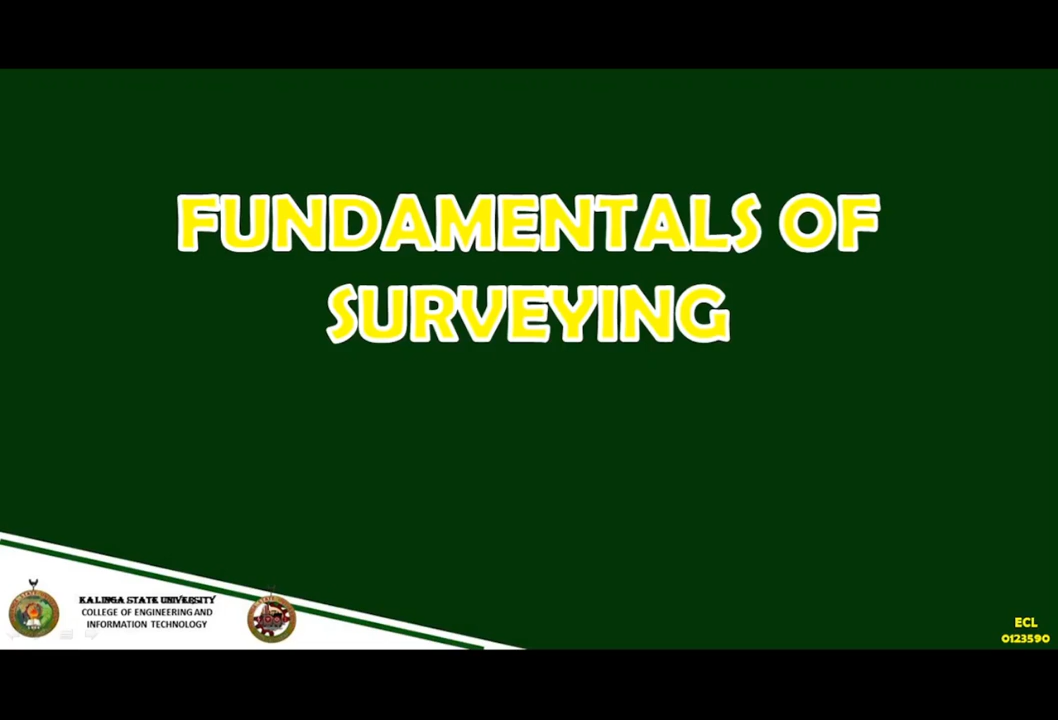 FUNDAMENTALS OF
SURVEYING
KALINGA STATE UNIVERSITY
COLLEGE OF ENGINEERING AND
INFORMATION TECHNOLOGY
ECL
0123590